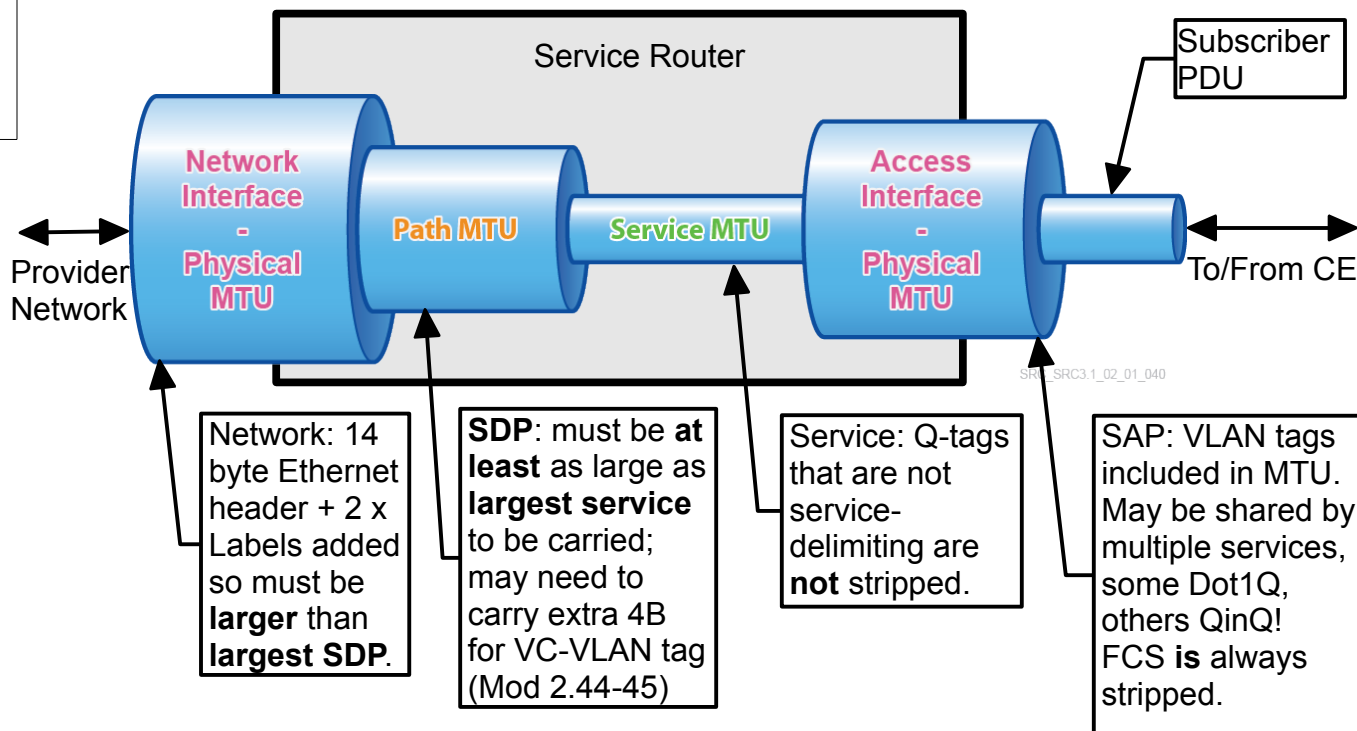 Service Router
Subscriber
PDU
Network
Interface
-
Physical
MTU
Path MTU
Service MTU
Access
Interface
-
Physical
MTU
Provider
Network
To/From CE
Network: 14
byte Ethernet
header + 2 x
Labels added
so must be
larger than
largest SDP.
SDP: must be at
least as large as
largest service
to be carried;
may need to
carry extra 4B
for VC-VLAN tag
(Mod 2.44-45)
Service: Q-tags
that are not
service-
delimiting are
not stripped.
SAP: VLAN tags
included in MTU.
May be shared by
multiple services,
some Dot1Q,
others QinQ!
FCS is always
stripped.